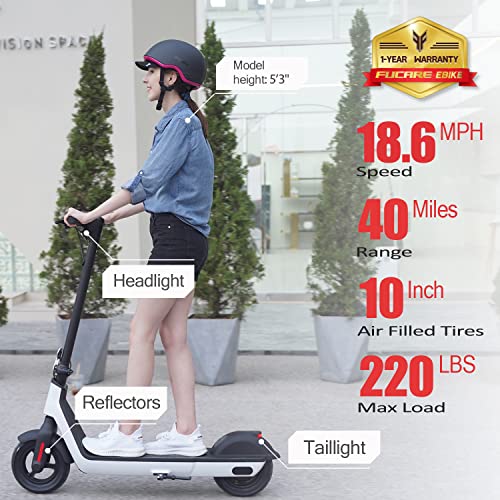 VISION SPACE
Model
height: 5'3"
1-YEAR WARRANTY
FUCARE EBIKE
18.6 MPH
Speed
40 Miles
Range
10 Inch
Air Filled Tires
220 LBS
Max Load
Headlight
Reflectors
Taillight